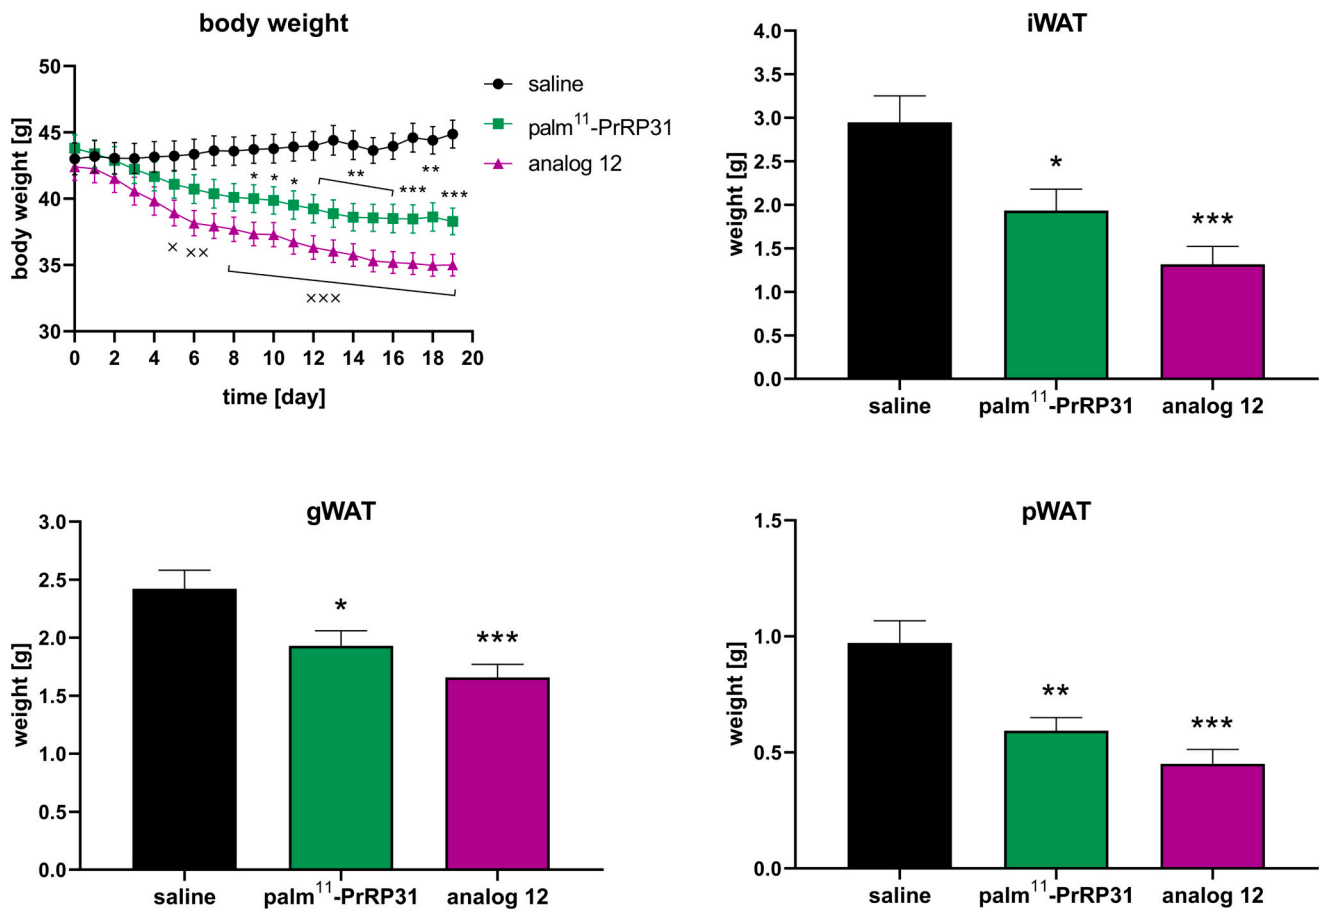 body weight
body weight [g]
50
45
40
35
30
0 2 4 6 8 10 12 14 16 18 20
time [day]
saline
palm¹¹-PrRP31
analog 12
* * * ** *** ** ***
× ×× ×××
iWAT
weight [g]
4.0
3.5
3.0
2.5
2.0
1.5
1.0
0.5
0.0
*
***
saline palm¹¹-PrRP31 analog 12
gWAT
weight [g]
3.0
2.5
2.0
1.5
1.0
0.5
0.0
*
***
saline palm¹¹-PrRP31 analog 12
pWAT
weight [g]
1.5
1.0
0.5
0.0
**
***
saline palm¹¹-PrRP31 analog 12